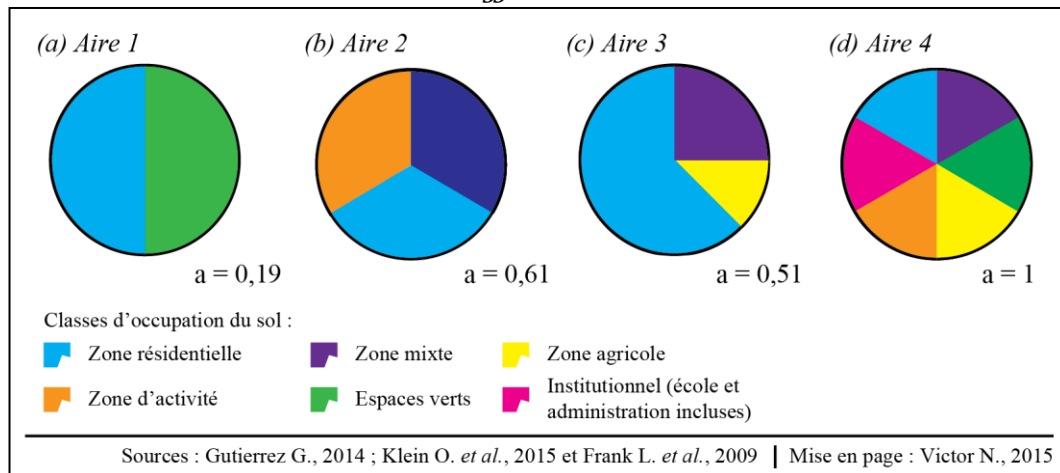 (a) Aire 1
(b) Aire 2
(c) Aire 3
(d) Aire 4
a = 0,19
a = 0,61
a = 0,51
a = 1
Classes d’occupation du sol :
Zone résidentielle
Zone mixte
Zone agricole
Zone d’activité
Espaces verts
Institutionnel (école et
administration incluses)
Sources : Gutierrez G., 2014 ; Klein O. et al., 2015 et Frank L. et al., 2009 | Mise en page : Victor N., 2015